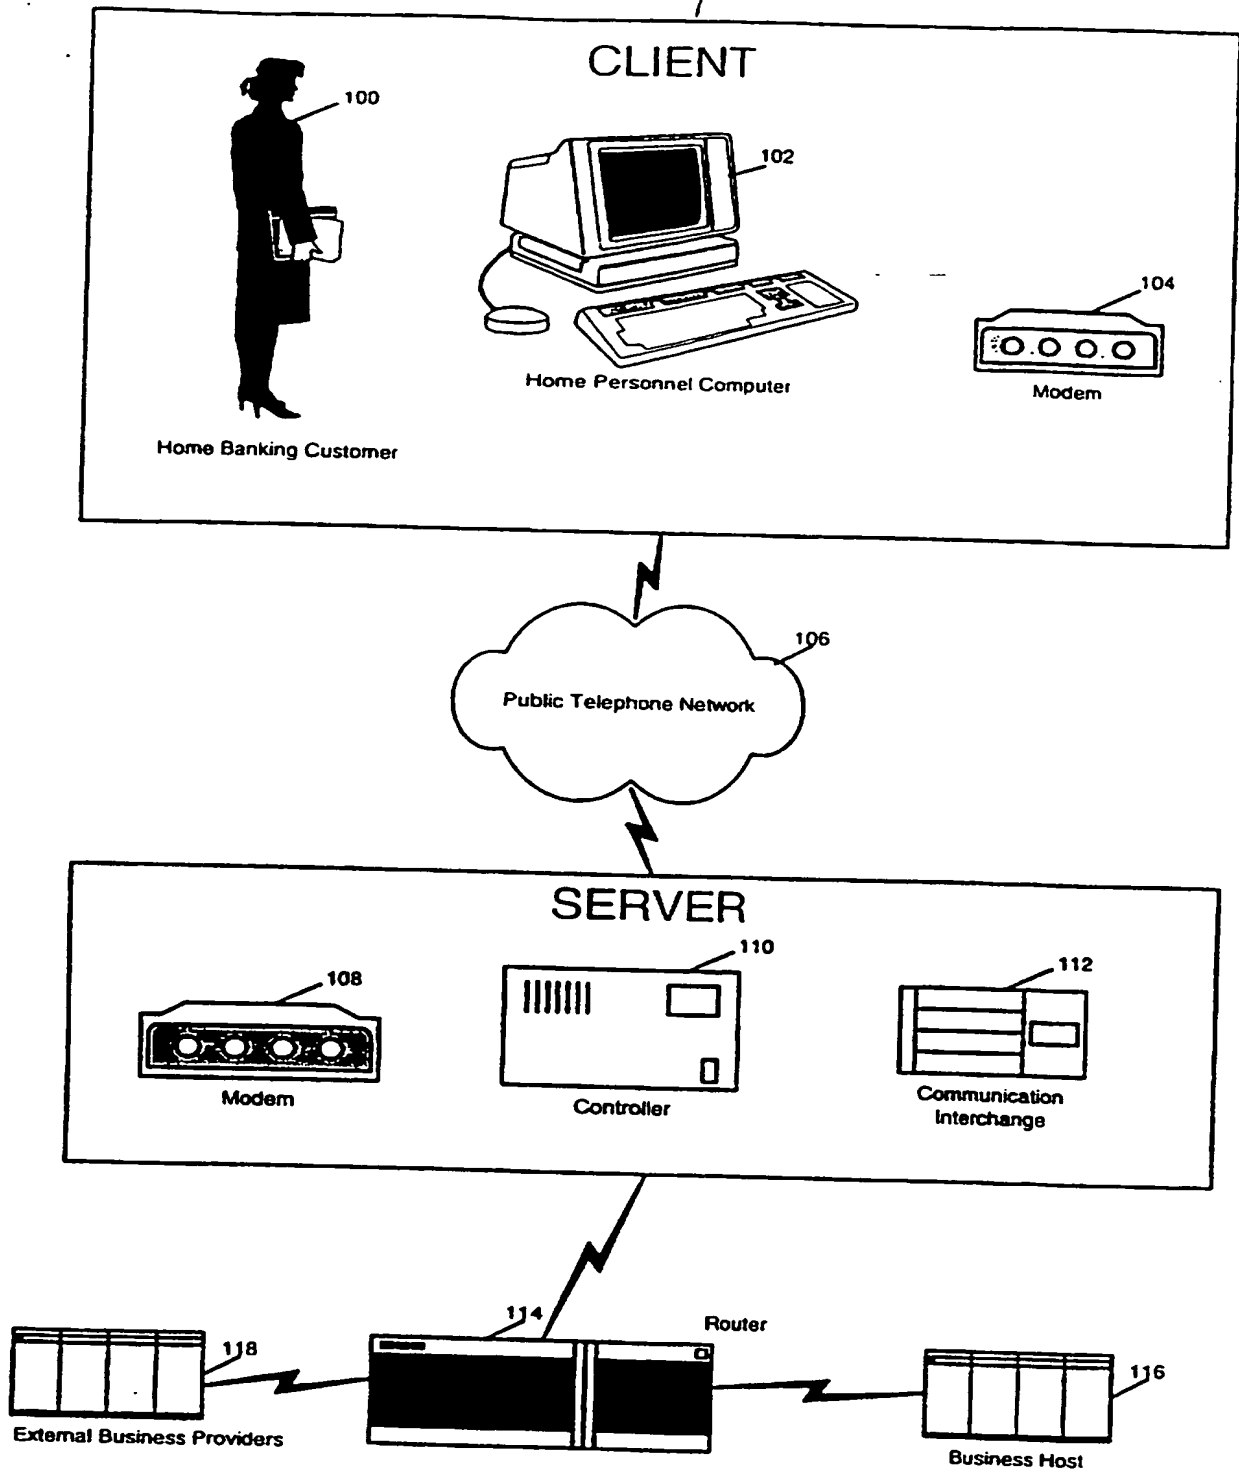 CLIENT
100
102
104
Home Personnel Computer
Modem
Home Banking Customer
106
Public Telephone Network
SERVER
108
110
112
Modem
Controller
Communication
Interchange
114
Router
118
116
External Business Providers
Business Host